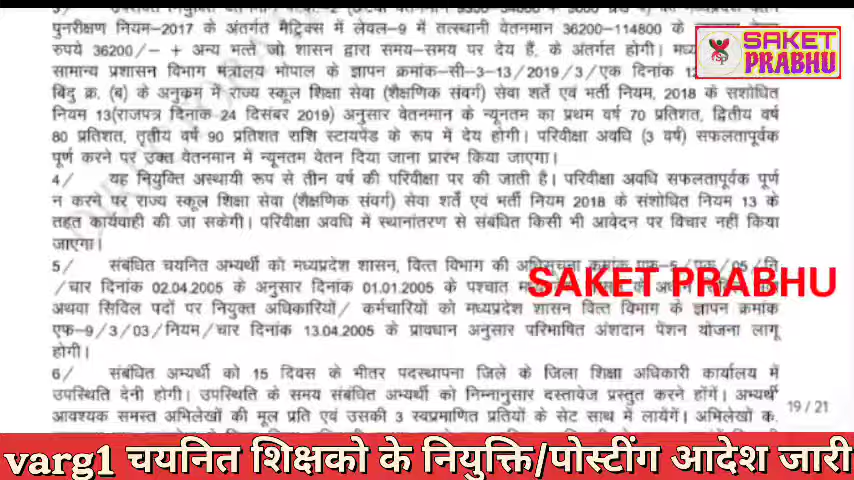 पुनरीक्षण नियम-2017 के अंतर्गत मैट्रिक्स में लेवल-9 में तत्स्थानी वेतनमान 36200-114800 के
रुपये 36200/- + अन्य भत्ते जो शासन द्वारा समय-समय पर देय हैं, के अंतर्गत होगी।
सामान्य प्रशासन विभाग मंत्रालय भोपाल के ज्ञापन क्रमांक-सी-3-13/2019/3/एक दिनांक
बिंदु क्र. (ब) के अनुक्रम में राज्य स्कूल शिक्षा सेवा (शैक्षणिक संवर्ग) सेवा शर्ते एवं भर्ती नियम, 2018 के संशोधित
नियम 13(राजपत्र दिनांक 24 दिसंबर 2019) अनुसार वेतनमान के न्यूनतम का प्रथम वर्ष 70 प्रतिशत, द्वितीय वर्ष
80 प्रतिशत, तृतीय वर्ष 90 प्रतिशत राशि स्टायपेंड के रूप में देय होगी। परिवीक्षा अवधि (3 वर्ष) सफलतापूर्वक
पूर्ण करने पर उक्त वेतनमान में न्यूनतम वेतन दिया जाना प्रारंभ किया जाएगा।
4/ यह नियुक्ति अस्थायी रूप से तीन वर्ष की परिवीक्षा पर की जाती है। परिवीक्षा अवधि सफलतापूर्वक पूर्ण
न करने पर राज्य स्कूल शिक्षा सेवा (शैक्षणिक संवर्ग) सेवा शर्ते एवं भर्ती नियम 2018 के संशोधित नियम 13 के
तहत कार्यवाही की जा सकेगी। परिवीक्षा अवधि में स्थानांतरण से संबंधित किसी भी आवेदन पर विचार नहीं किया
जाएगा।
5/ संबंधित चयनित अभ्यर्थी को मध्यप्रदेश शासन, वित्त विभाग की अधिसूचना क्रमांक एफ-5/एक/05/नि
/चार दिनांक 02.04.2005 के अनुसार दिनांक 01.01.2005 के पश्चात
अथवा सिविल पदों पर नियुक्त अधिकारियों/ कर्मचारियों को मध्यप्रदेश शासन वित्त विभाग के ज्ञापन क्रमांक
एफ-9/3/03/नियम/चार दिनांक 13.04.2005 के प्रावधान अनुसार परिभाषित अंशदान पेंशन योजना लागू
होगी।
6/ संबंधित अभ्यर्थी को 15 दिवस के भीतर पदस्थापना जिले के जिला शिक्षा अधिकारी कार्यालय में
उपस्थिति देनी होगी। उपस्थिति के समय संबंधित अभ्यर्थी को निम्नानुसार दस्तावेज प्रस्तुत करने होंगें। अभ्यर्थी
आवश्यक समस्त अभिलेखों की मूल प्रति एवं उसकी 3 स्वप्रमाणित प्रतियों के सेट साथ में लायेगें। अभिलेखों क.
19/21
SAKET
PRABHU
SAKET PRABHU
varg1 चयनित शिक्षको के नियुक्ति/पोस्टींग आदेश जारी